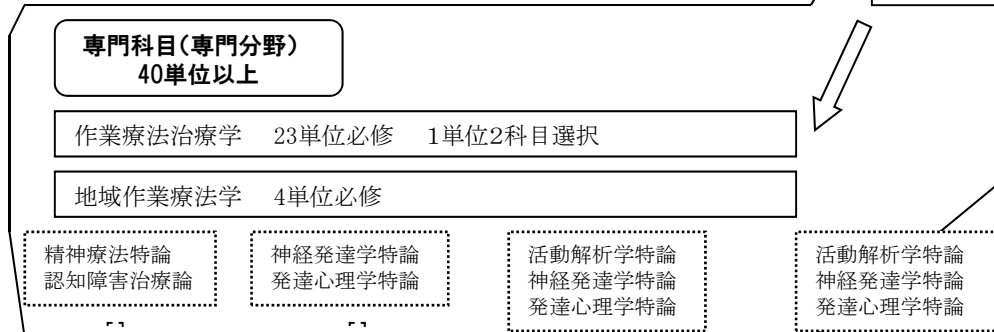 専門科目(専門分野)
40単位以上
作業療法治療学　23単位必修　1単位2科目選択
地域作業療法学　4単位必修
精神療法特論
認知障害治療論
神経発達学特論
発達心理学特論
活動解析学特論
神経発達学特論
発達心理学特論
活動解析学特論
神経発達学特論
発達心理学特論